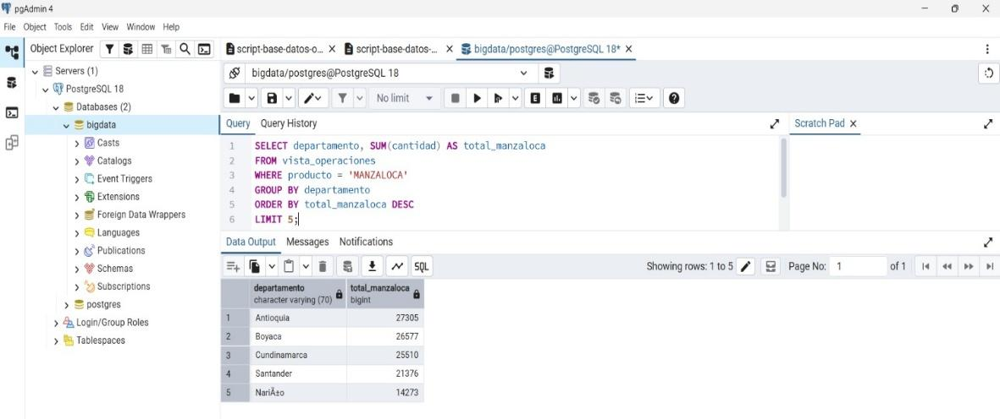 pgAdmin 4
File Object Tools Edit View Window Help
Object Explorer
script-base-datos-o... script-base-datos-... bigdata/postgres@PostgreSQL 18*
Servers (1)
PostgreSQL 18
Databases (2)
bigdata
Casts
Catalogs
Event Triggers
Extensions
Foreign Data Wrappers
Languages
Publications
Schemas
Subscriptions
postgres
Login/Group Roles
Tablespaces
bigdata/postgres@PostgreSQL 18
No limit
E
Query Query History
Scratch Pad
1 SELECT departamento, SUM(cantidad) AS total_manzaloca
2 FROM vista_operaciones
3 WHERE producto = 'MANZALOCA'
4 GROUP BY departamento
5 ORDER BY total_manzaloca DESC
6 LIMIT 5;
Data Output Messages Notifications
SQL
Showing rows: 1 to 5
Page No: 1 of 1
departamento total_manzaloca
character varying (70) bigint
1 Antioquia 27305
2 Boyaca 26577
3 Cundinamarca 25510
4 Santander 21376
5 NariÃ±o 14273